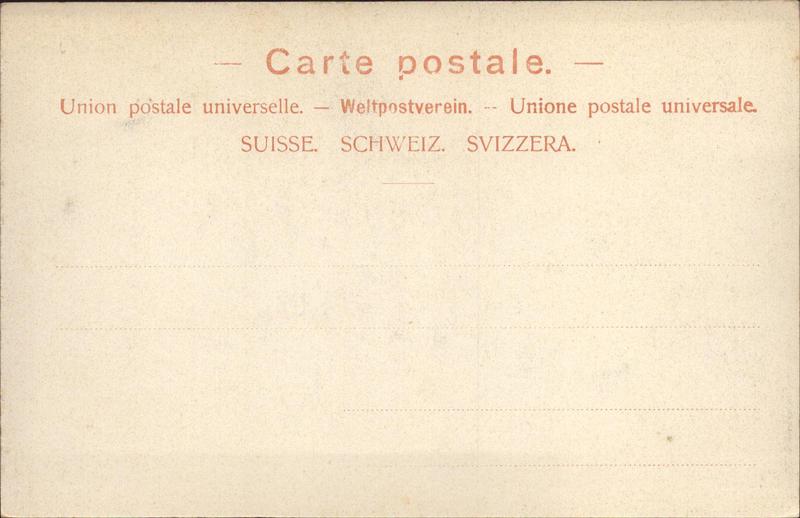 — Carte postale. —
Union postale universelle. — Weltpostverein. -- Unione postale universale.
SUISSE. SCHWEIZ. SVIZZERA.